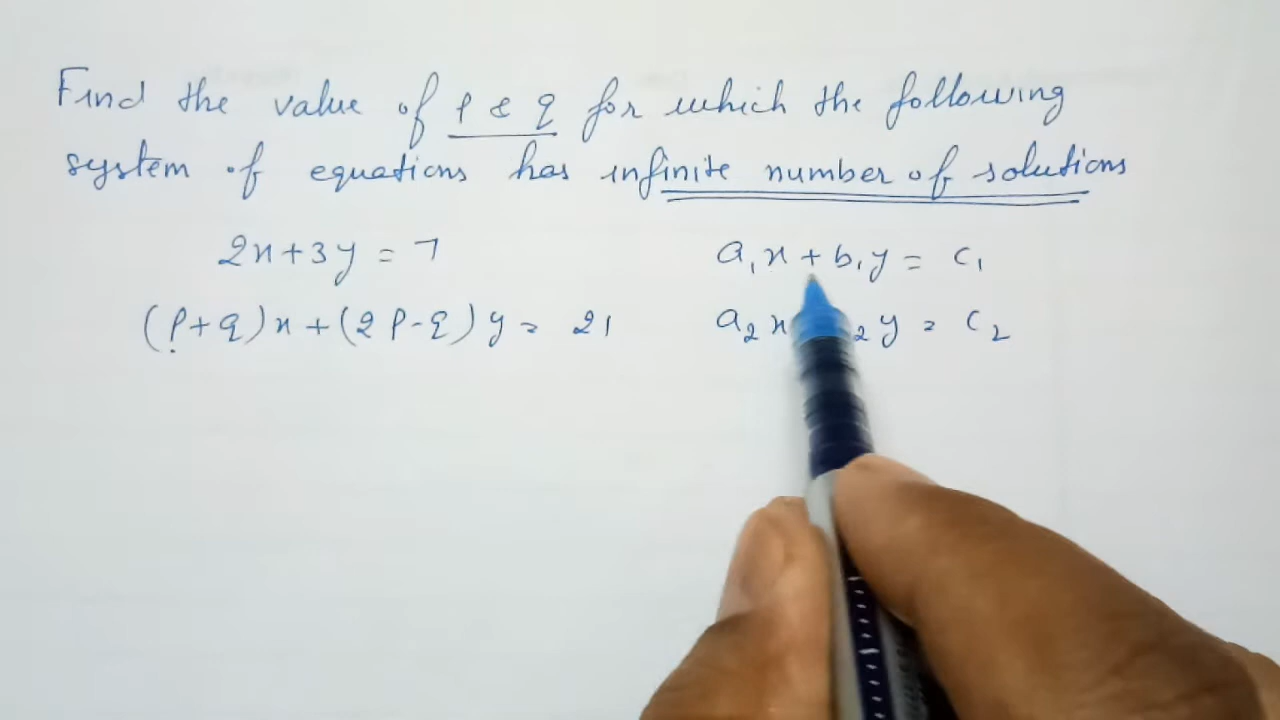 Find the value of p & q for which the following
system of equations has infinite number of solutions
2x+3y = 7
a₁x + b₁y = c₁
(p+q)x+(2p-q)y = 21
a₂x ₂y = c₂